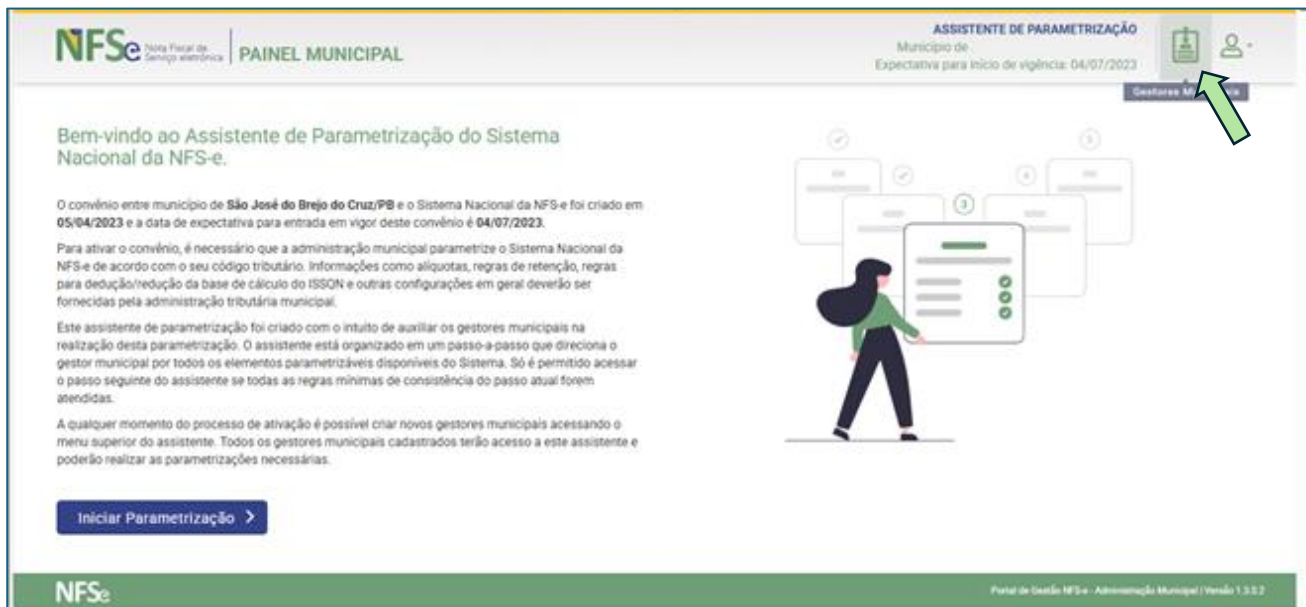 NFSe Nota Fiscal de
Serviço eletrônica
PAINEL MUNICIPAL
ASSISTENTE DE PARAMETRIZAÇÃO
Município de
Expectativa para início de vigência: 04/07/2023
Gestores
Bem-vindo ao Assistente de Parametrização do Sistema
Nacional da NFS-e.
O convênio entre município de São José do Brejo do Cruz/PB e o Sistema Nacional da NFS-e foi criado em
05/04/2023 e a data de expectativa para entrada em vigor deste convênio é 04/07/2023.
Para ativar o convênio, é necessário que a administração municipal parametrize o Sistema Nacional da
NFS-e de acordo com o seu código tributário. Informações como alíquotas, regras de retenção, regras
para dedução/redução da base de cálculo do ISSQN e outras configurações em geral deverão ser
fornecidas pela administração tributária municipal.
Este assistente de parametrização foi criado com o intuito de auxiliar os gestores municipais na
realização desta parametrização. O assistente está organizado em um passo-a-passo que direciona o
gestor municipal por todos os elementos parametrizáveis disponíveis do Sistema. Só é permitido acessar
o passo seguinte do assistente se todas as regras mínimas de consistência do passo atual forem
atendidas.
A qualquer momento do processo de ativação é possível criar novos gestores municipais acessando o
menu superior do assistente. Todos os gestores municipais cadastrados terão acesso a este assistente e
poderão realizar as parametrizações necessárias.
3
4
5
Iniciar Parametrização
NFSe
Portal de Gestão NFS-e - Administração Municipal | Versão 1.3.0.2